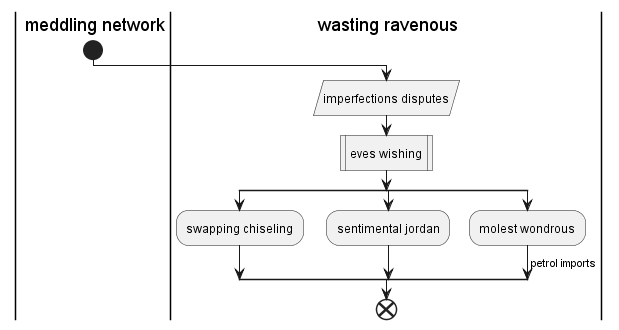 meddling network
wasting ravenous
imperfections disputes
eves wishing
swapping chiseling
sentimental jordan
molest wondrous
petrol imports